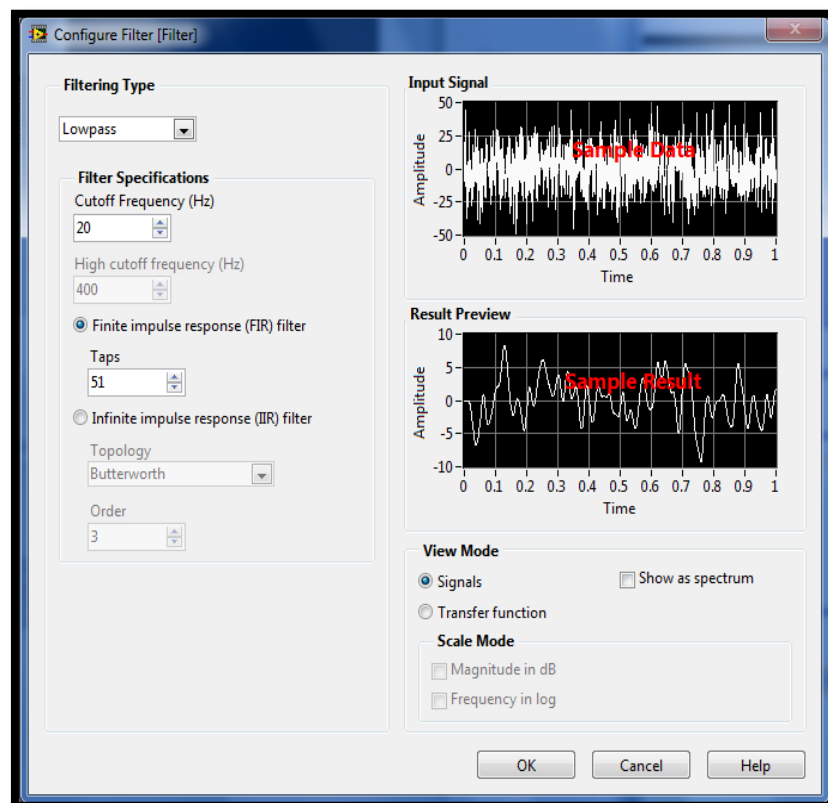 Configure Filter [Filter]
Filtering Type
Lowpass
Filter Specifications
Cutoff Frequency (Hz)
20
High cutoff frequency (Hz)
400
Finite impulse response (FIR) filter
Taps
51
Infinite impulse response (IIR) filter
Topology
Butterworth
Order
3
Input Signal
Amplitude
50
25
0
-25
-50
Sample Data
0 0.1 0.2 0.3 0.4 0.5 0.6 0.7 0.8 0.9 1
Time
Result Preview
Amplitude
10
5
0
-5
-10
Sample Result
0 0.1 0.2 0.3 0.4 0.5 0.6 0.7 0.8 0.9 1
Time
View Mode
Signals Show as spectrum
Transfer function
Scale Mode
Magnitude in dB
Frequency in log
OK Cancel Help